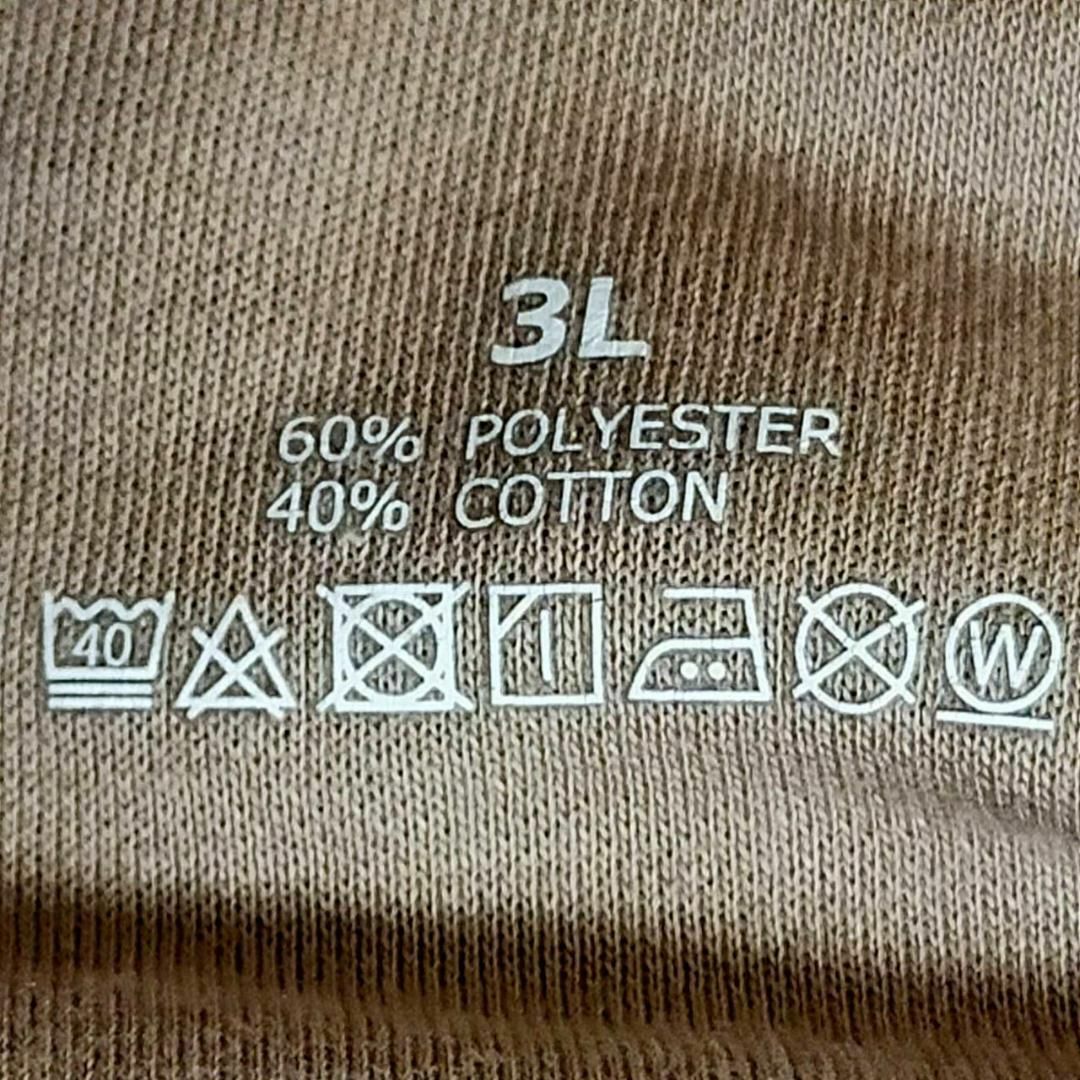 3L
60% POLYESTER
40% COTTON
40 W